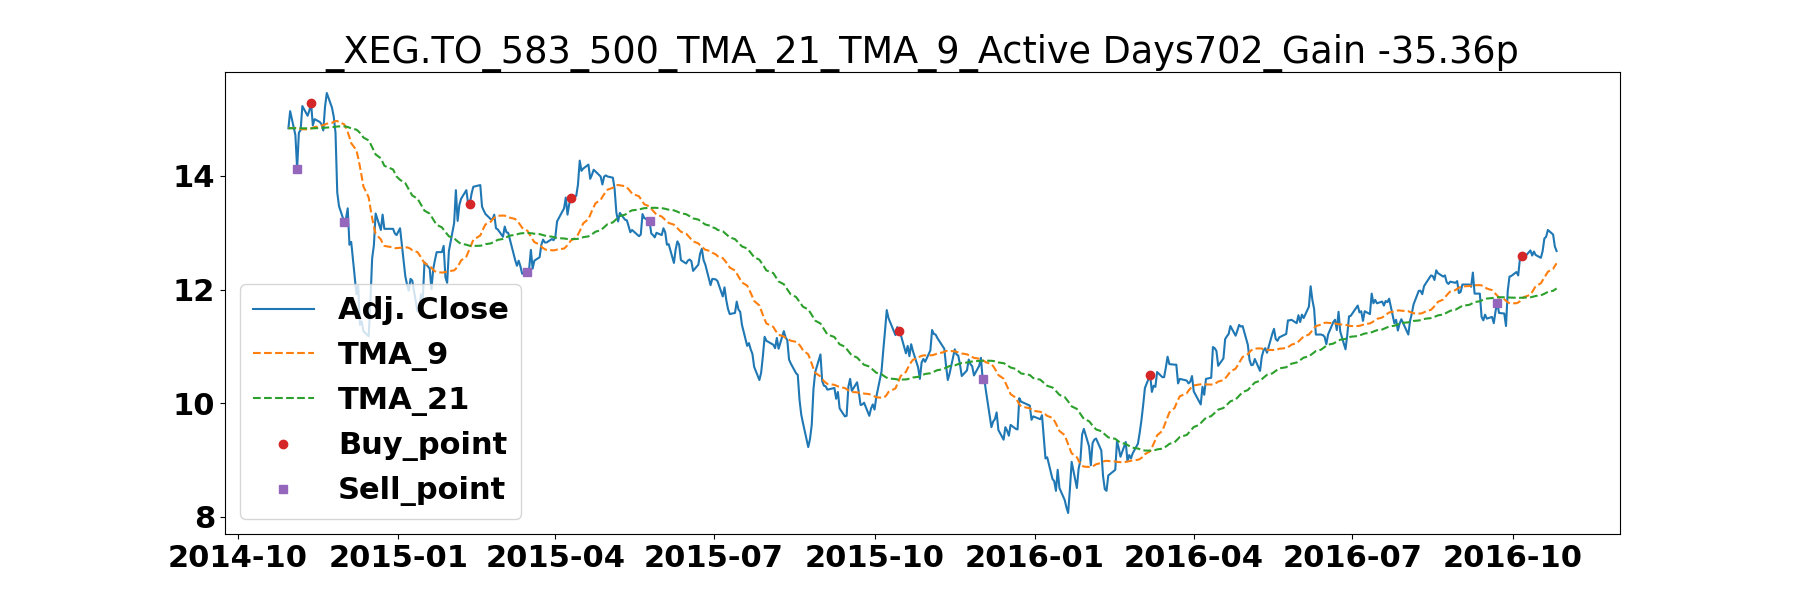 _XEG.TO_583_500_TMA_21_TMA_9_Active Days702_Gain -35.36p
14
12
10
8
Adj. Close
TMA_9
TMA_21
Buy_point
Sell_point
2014-10 2015-01 2015-04 2015-07 2015-10 2016-01 2016-04 2016-07 2016-10